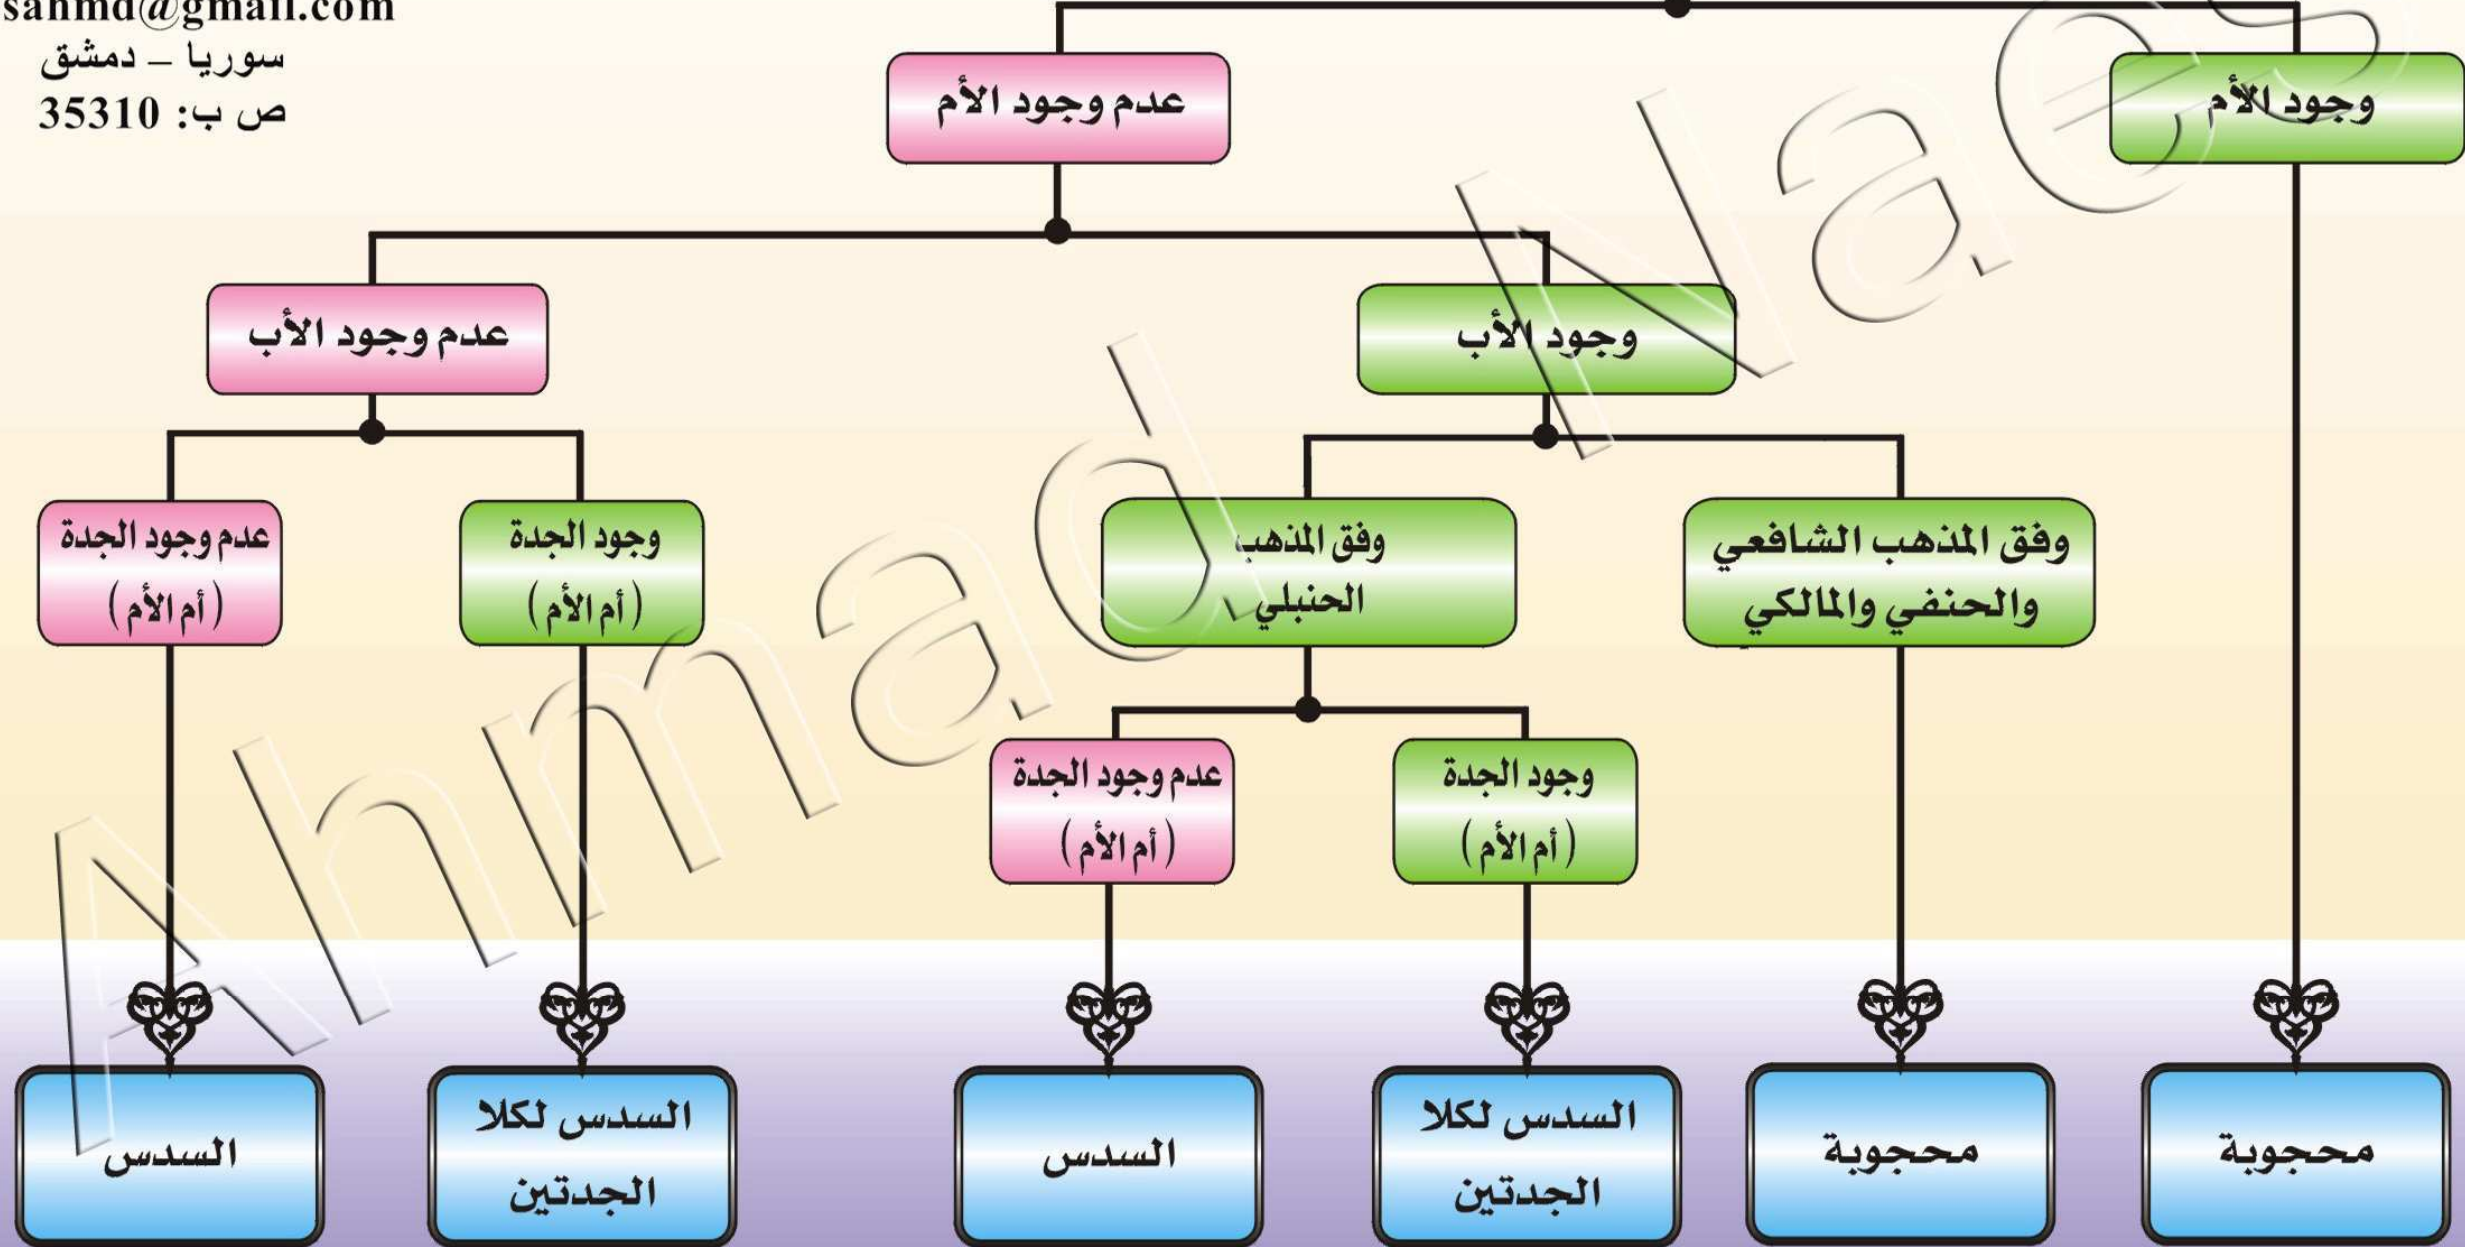 sahmd@gmail.com
سوريا – دمشق
ص ب: 35310
وجود الأم
عدم وجود الأم
وجود الأب
عدم وجود الأب
وفق المذهب الشافعي
والحنفي والمالكي
وفق المذهب
الحنبلي
وجود الجدة
(أم الأم)
عدم وجود الجدة
(أم الأم)
وجود الجدة
(أم الأم)
عدم وجود الجدة
(أم الأم)
محجوبة
محجوبة
السدس لكلا
الجدتين
السدس
السدس لكلا
الجدتين
السدس
Ahmad Nae